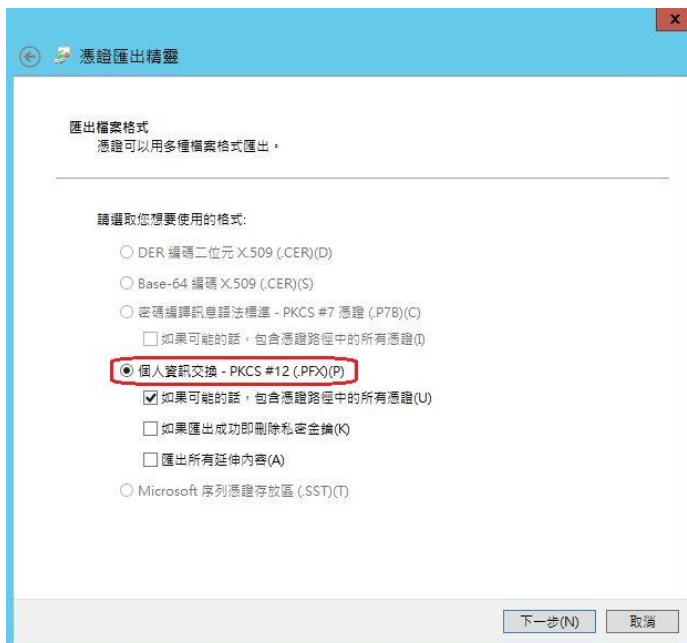 x
憑證匯出精靈
匯出檔案格式
憑證可以用多種檔案格式匯出。
請選取您想要使用的格式:
DER 編碼二位元 X.509 (.CER)(D)
Base-64 編碼 X.509 (.CER)(S)
密碼編譯訊息語法標準 - PKCS #7 憑證 (.P7B)(C)
如果可能的話，包含憑證路徑中的所有憑證(I)
個人資訊交換 - PKCS #12 (.PFX)(P)
如果可能的話，包含憑證路徑中的所有憑證(U)
如果匯出成功即刪除私密金鑰(K)
匯出所有延伸內容(A)
Microsoft 序列憑證存放區 (.SST)(T)
下一步(N) 取消